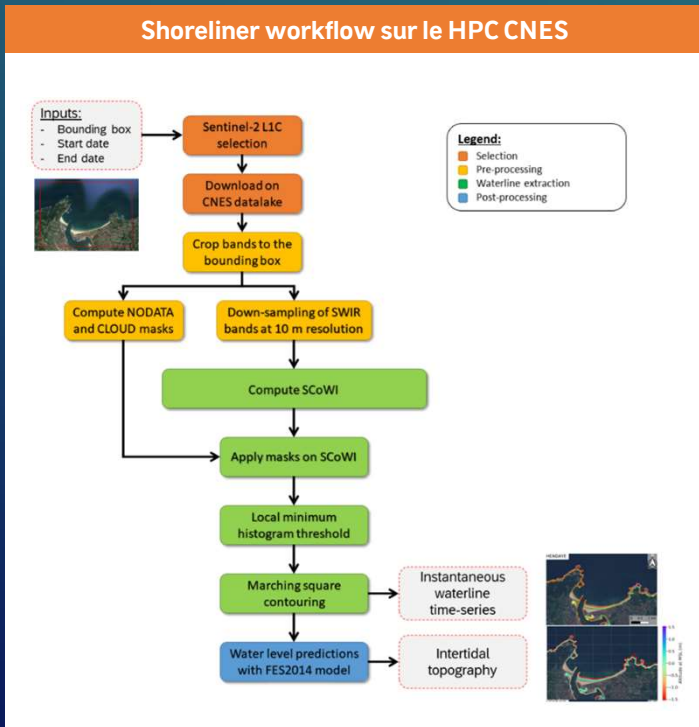 Shoreliner workflow sur le HPC CNES
Inputs:
- Bounding box
- Start date
- End date
Sentinel-2 L1C
selection
Legend:
Selection
Pre-processing
Waterline extraction
Post-processing
Download on
CNES datalake
Crop bands to the
bounding box
Compute NODATA
and CLOUD masks
Down-sampling of SWIR
bands at 10 m resolution
Compute SCoWI
Apply masks on SCoWI
Local minimum
histogram threshold
Marching square
contouring
Instantaneous
waterline
time-series
HENDAYE
Water level predictions
with FES2014 model
Intertidal
topography